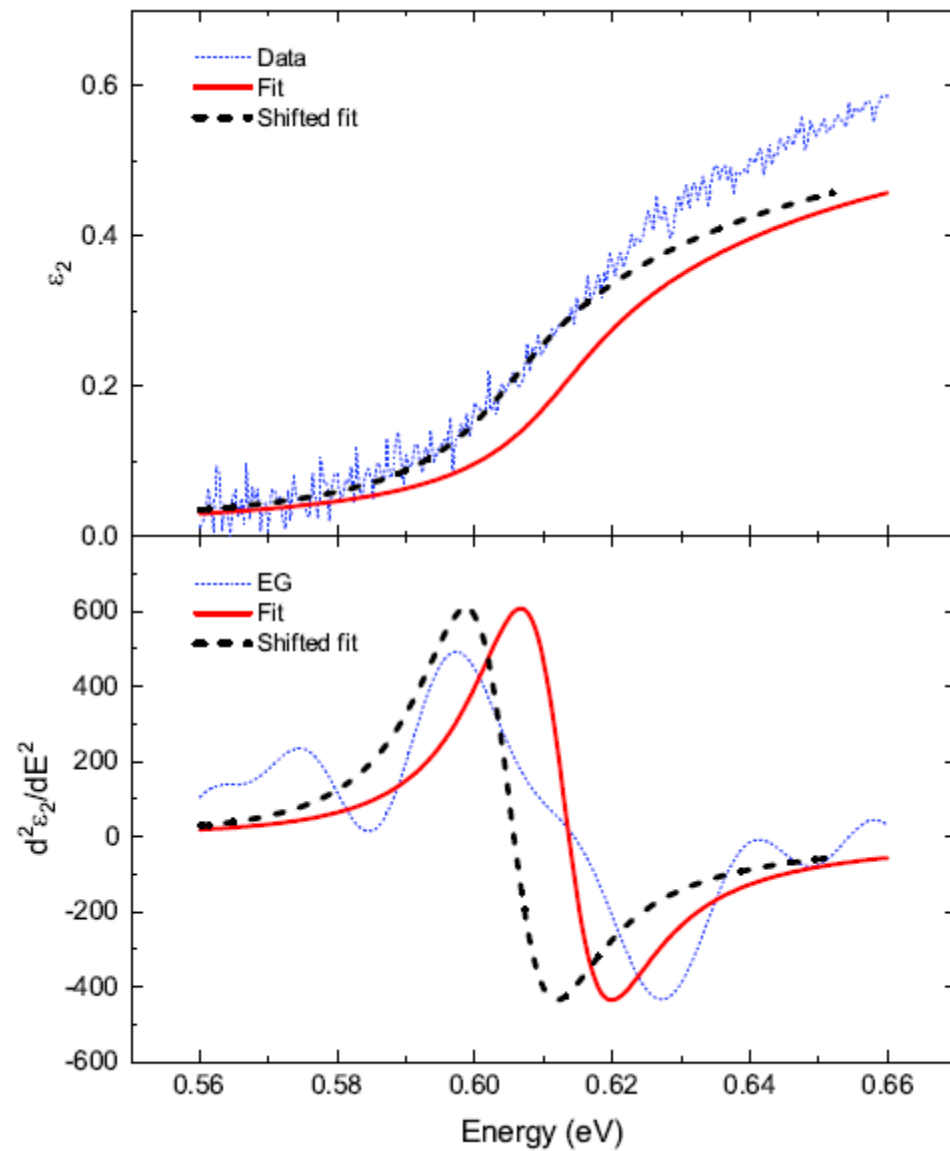 Data
Fit
Shifted fit
0.6
0.4
0.2
0.0
ε₂
EG
Fit
Shifted fit
600
400
200
0
-200
-400
-600
d²ε₂/dE²
0.56 0.58 0.60 0.62 0.64 0.66
Energy (eV)